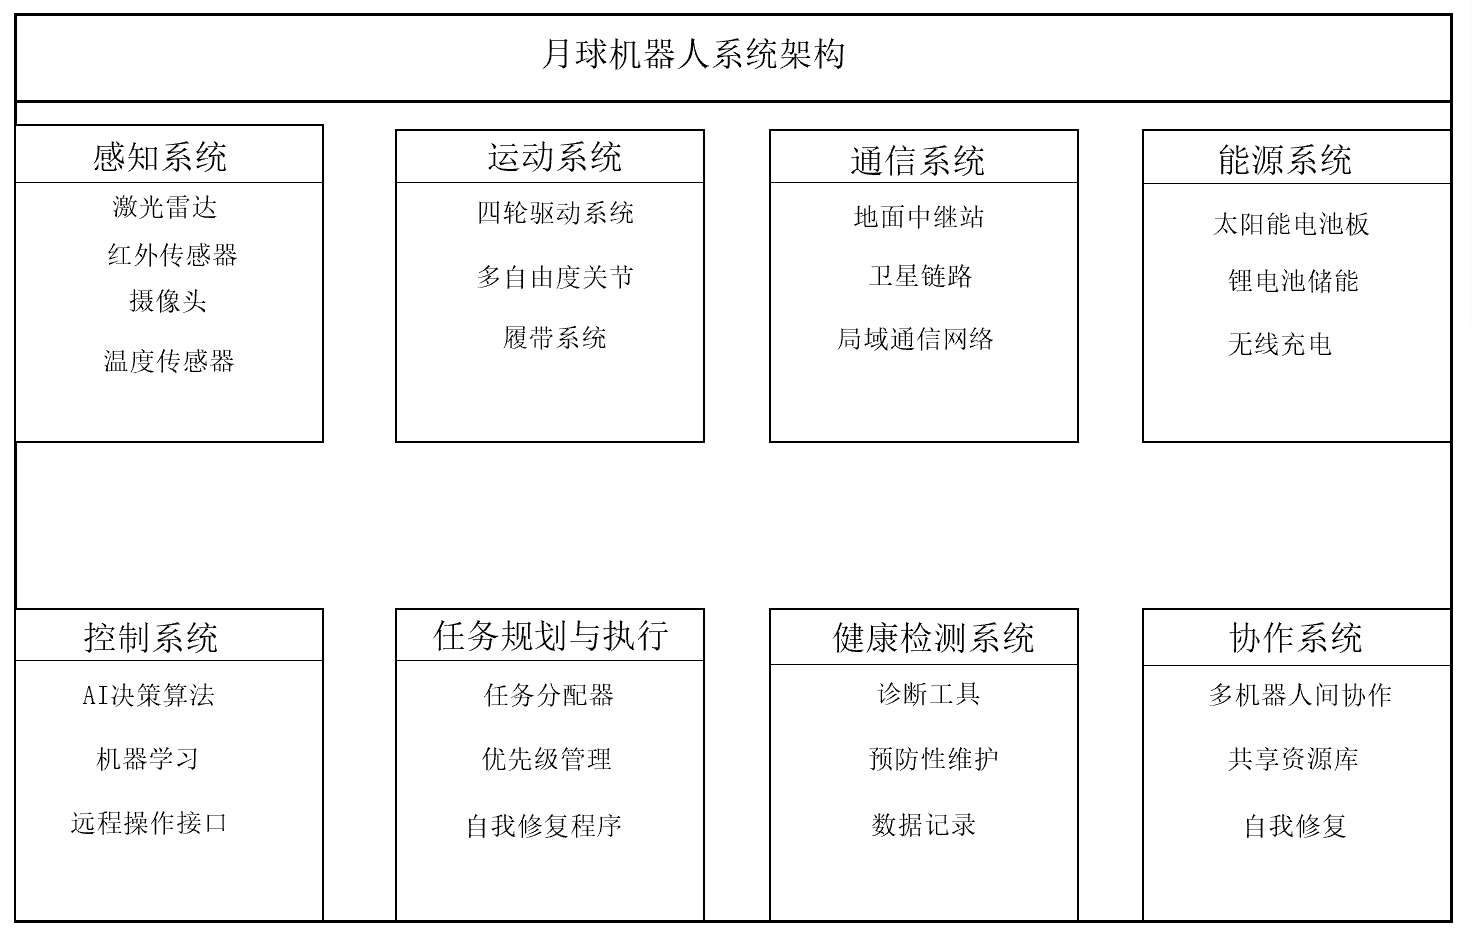 月球机器人系统架构
感知系统
激光雷达
红外传感器
摄像头
温度传感器
运动系统
四轮驱动系统
多自由度关节
履带系统
通信系统
地面中继站
卫星链路
局域通信网络
能源系统
太阳能电池板
锂电池储能
无线充电
控制系统
AI决策算法
机器学习
远程操作接口
任务规划与执行
任务分配器
优先级管理
自我修复程序
健康检测系统
诊断工具
预防性维护
数据记录
协作系统
多机器人间协作
共享资源库
自我修复